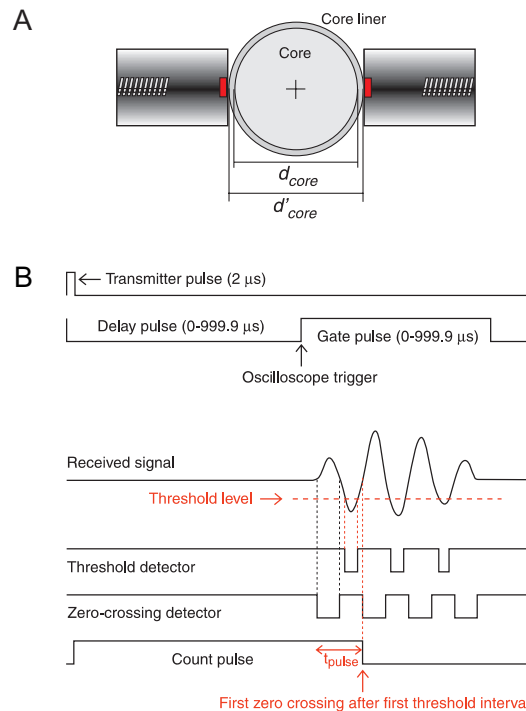 A
Core liner
Core
d_core
d'_core
B
Transmitter pulse (2 µs)
Delay pulse (0-999.9 µs)
Gate pulse (0-999.9 µs)
Oscilloscope trigger
Received signal
Threshold level
Threshold detector
Zero-crossing detector
Count pulse
t_pulse
First zero crossing after first threshold interval